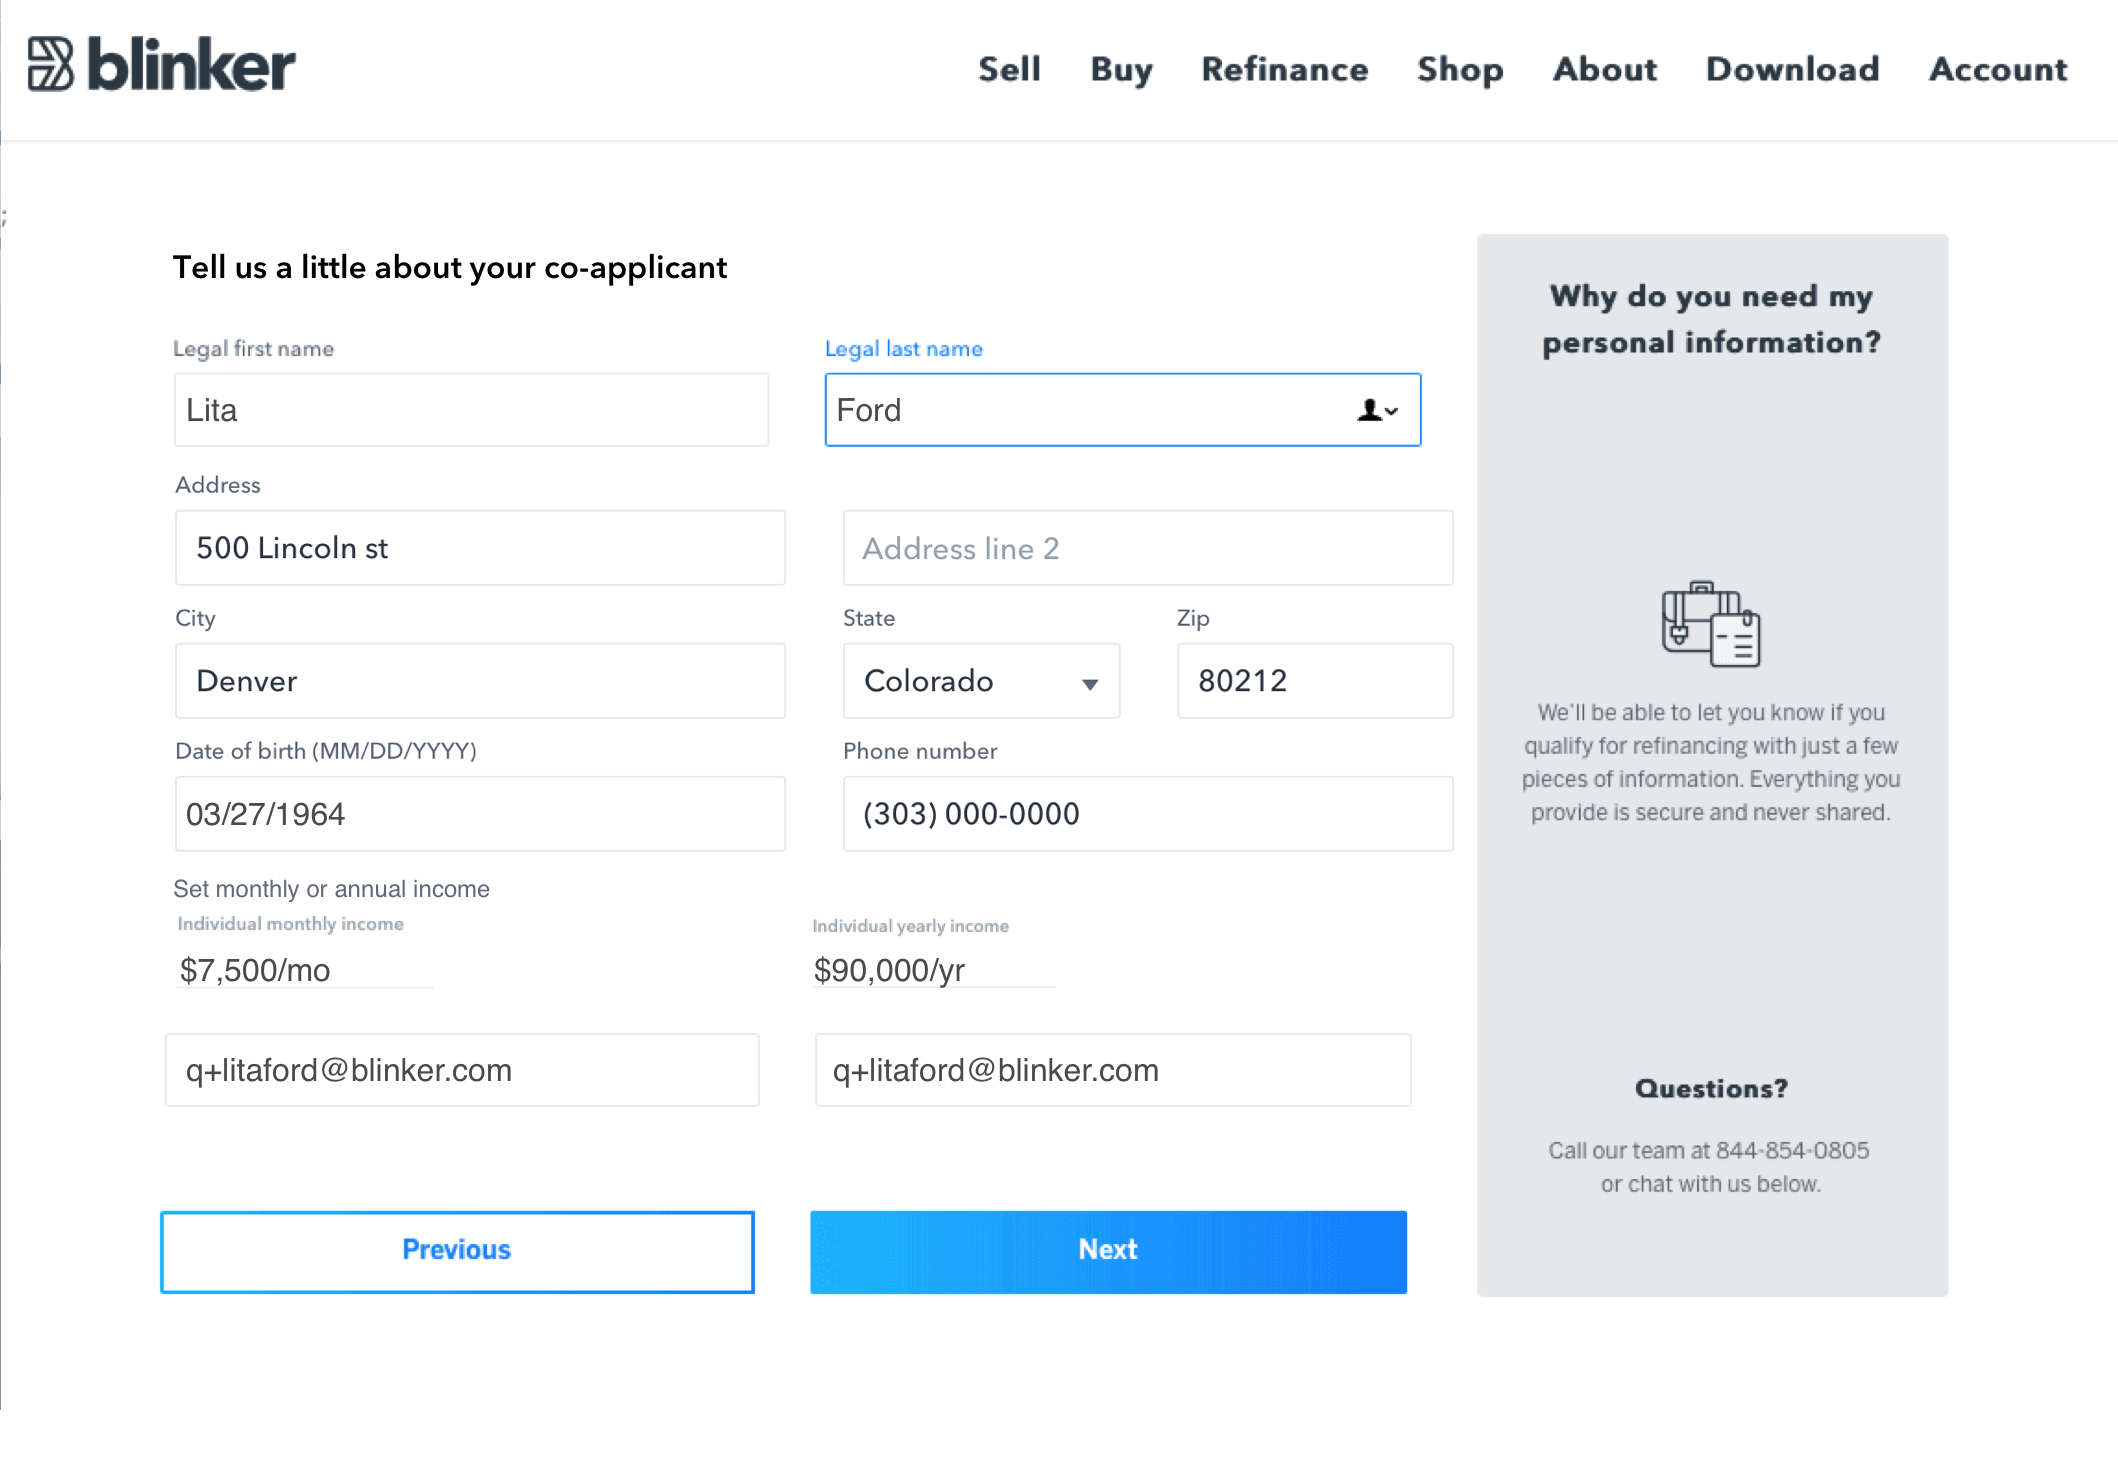 blinker
Sell Buy Refinance Shop About Download Account
;
Tell us a little about your co-applicant
Legal first name
Legal last name
Lita
Ford
Address
500 Lincoln st
Address line 2
City
State
Zip
Denver
Colorado
80212
Date of birth (MM/DD/YYYY)
Phone number
03/27/1964
(303) 000-0000
Set monthly or annual income
Individual monthly income
Individual yearly income
$7,500/mo
$90,000/yr
q+litaford@blinker.com
q+litaford@blinker.com
Previous
Next
Why do you need my
personal information?
We'll be able to let you know if you
qualify for refinancing with just a few
pieces of information. Everything you
provide is secure and never shared.
Questions?
Call our team at 844-854-0805
or chat with us below.